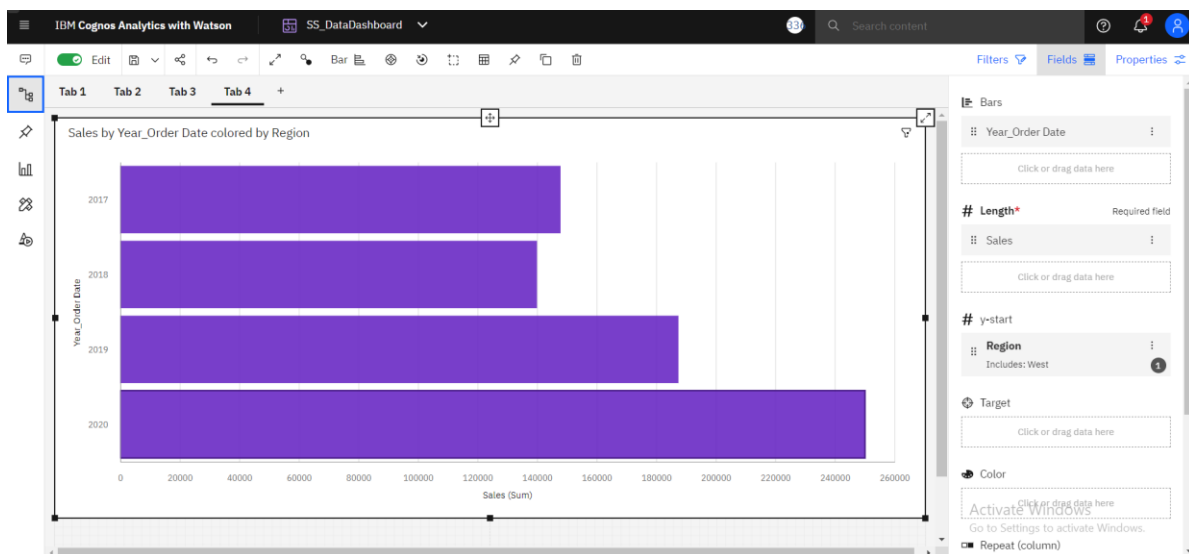 IBM Cognos Analytics with Watson
SS_DataDashboard
Search content
1
Edit
Bar
Filters
Fields
Properties
Tab 1 Tab 2 Tab 3 Tab 4 +
Sales by Year_Order Date colored by Region
Year_Order Date
2017
2018
2019
2020
0 20000 40000 60000 80000 100000 120000 140000 160000 180000 200000 220000 240000 260000
Sales (Sum)
Bars
Year_Order Date
Click or drag data here
# Length* Required field
Sales
Click or drag data here
# y-start
Region
Includes: West
1
Target
Click or drag data here
Color
Click or drag data here
Activate Windows
Go to Settings to activate Windows.
Repeat (column)